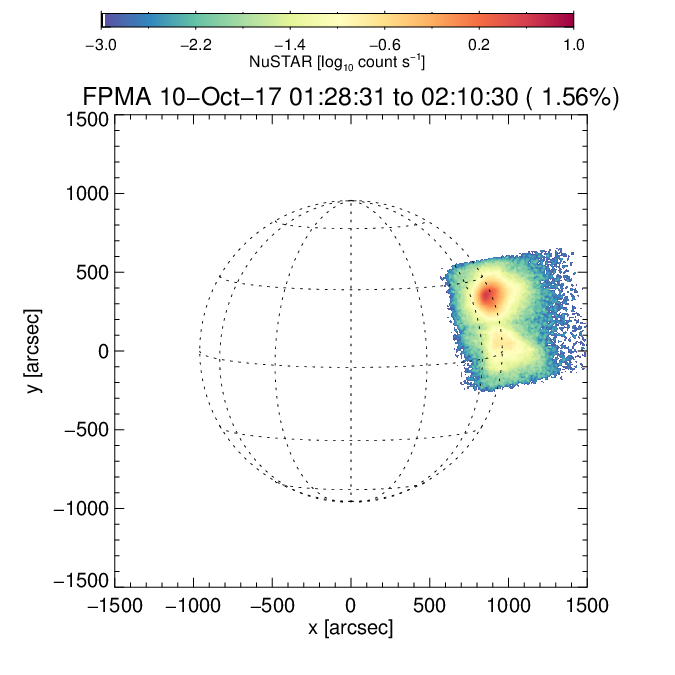 −3.0 −2.2 −1.4 −0.6 0.2 1.0
NuSTAR [log₁₀ count s⁻¹]
FPMA 10−Oct−17 01:28:31 to 02:10:30 ( 1.56%)
1500
1000
500
0
−500
−1000
−1500
y [arcsec]
−1500 −1000 −500 0 500 1000 1500
x [arcsec]